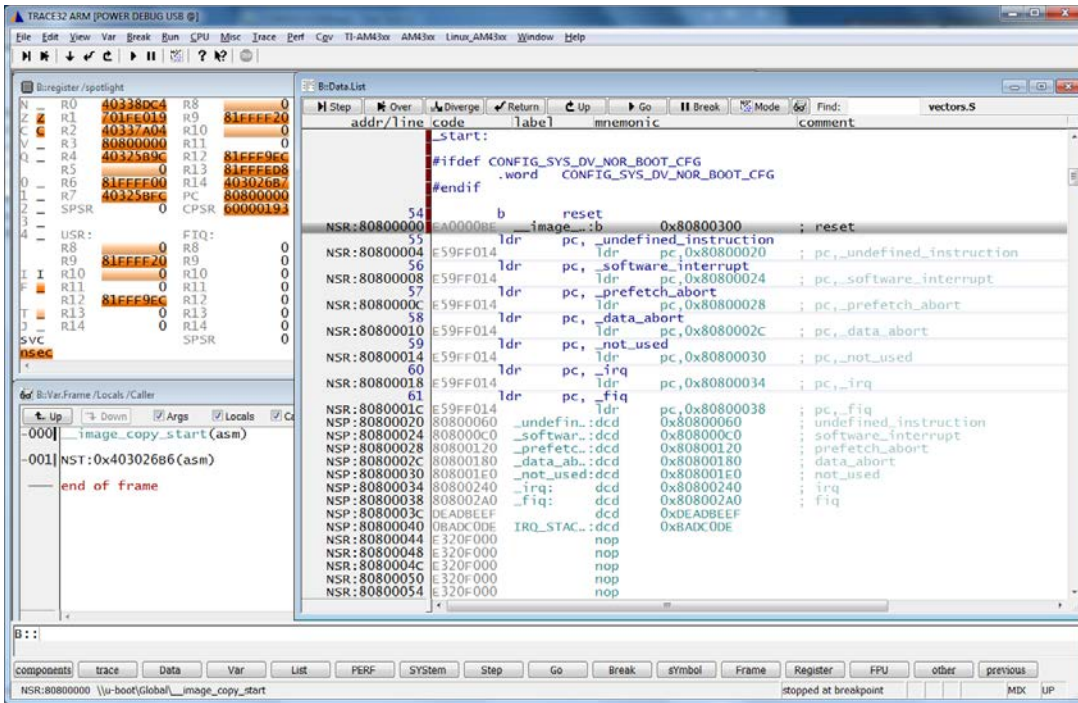 TRACE32 ARM [POWER DEBUG USB @]
File Edit View Var Break Run CPU Misc Trace Perf Cov TI-AM43xx AM43xx Linux_AM43xx Window Help
B::register /spotlight
N _ R0 40338DC4 R8 0
Z Z R1 701FE019 R9 81FFFF20
C C R2 40337A04 R10 0
V _ R3 80800000 R11 0
Q _ R4 40325B9C R12 81FFF9EC
R5 0 R13 81FFFED8
0 _ R6 81FFFF00 R14 403026B7
1 _ R7 40325BFC PC 80800000
2 _ SPSR 0 CPSR 60000193
3 _
4 _ USR: FIQ:
R8 0 R8 0
R9 81FFFF20 R9 0
I I R10 0 R10 0
F _ R11 0 R11 0
R12 81FFF9EC R12 0
T _ R13 0 R13 0
J _ R14 0 R14 0
svc SPSR 0
nsec
B::Var.Frame /Locals /Caller
Up Down Args Locals Ca
-000| __image_copy_start(asm)
-001| NST:0x403026B6(asm)
end of frame
B::Data.List
Step Over Diverge Return Up Go Break Mode Find: vectors.S
addr/line code label mnemonic comment
_start:
#ifdef CONFIG_SYS_DV_NOR_BOOT_CFG
.word CONFIG_SYS_DV_NOR_BOOT_CFG
#endif
54 b reset
NSR:80800000 EA0000BE __image_..:b 0x80800300 ; reset
55 ldr pc, _undefined_instruction
NSR:80800004 E59FF014 ldr pc,0x80800020 ; pc,_undefined_instruction
56 ldr pc, _software_interrupt
NSR:80800008 E59FF014 ldr pc,0x80800024 ; pc,_software_interrupt
57 ldr pc, _prefetch_abort
NSR:8080000C E59FF014 ldr pc,0x80800028 ; pc,_prefetch_abort
58 ldr pc, _data_abort
NSR:80800010 E59FF014 ldr pc,0x8080002C ; pc,_data_abort
59 ldr pc, _not_used
NSR:80800014 E59FF014 ldr pc,0x80800030 ; pc,_not_used
60 ldr pc, _irq
NSR:80800018 E59FF014 ldr pc,0x80800034 ; pc,_irq
61 ldr pc, _fiq
NSR:8080001C E59FF014 ldr pc,0x80800038 ; pc,_fiq
NSP:80800020 80800060 _undefin..:dcd 0x80800060 ; undefined_instruction
NSP:80800024 808000C0 _softwar..:dcd 0x808000C0 ; software_interrupt
NSP:80800028 80800120 _prefetc..:dcd 0x80800120 ; prefetch_abort
NSP:8080002C 80800180 _data_ab..:dcd 0x80800180 ; data_abort
NSP:80800030 808001E0 _not_used:dcd 0x808001E0 ; not_used
NSP:80800034 80800240 _irq: dcd 0x80800240 ; irq
NSP:80800038 808002A0 _fiq: dcd 0x808002A0 ; fiq
NSP:8080003C DEADBEEF dcd 0xDEADBEEF
NSP:80800040 0BADC0DE IRQ_STAC..:dcd 0xBADC0DE
NSR:80800044 E320F000 nop
NSR:80800048 E320F000 nop
NSR:8080004C E320F000 nop
NSR:80800050 E320F000 nop
NSR:80800054 E320F000 nop
B::
components trace Data Var List PERF SYStem Step Go Break sYmbol Frame Register FPU other previous
NSR:80800000 \\u-boot\Global\__image_copy_start stopped at breakpoint MIX UP